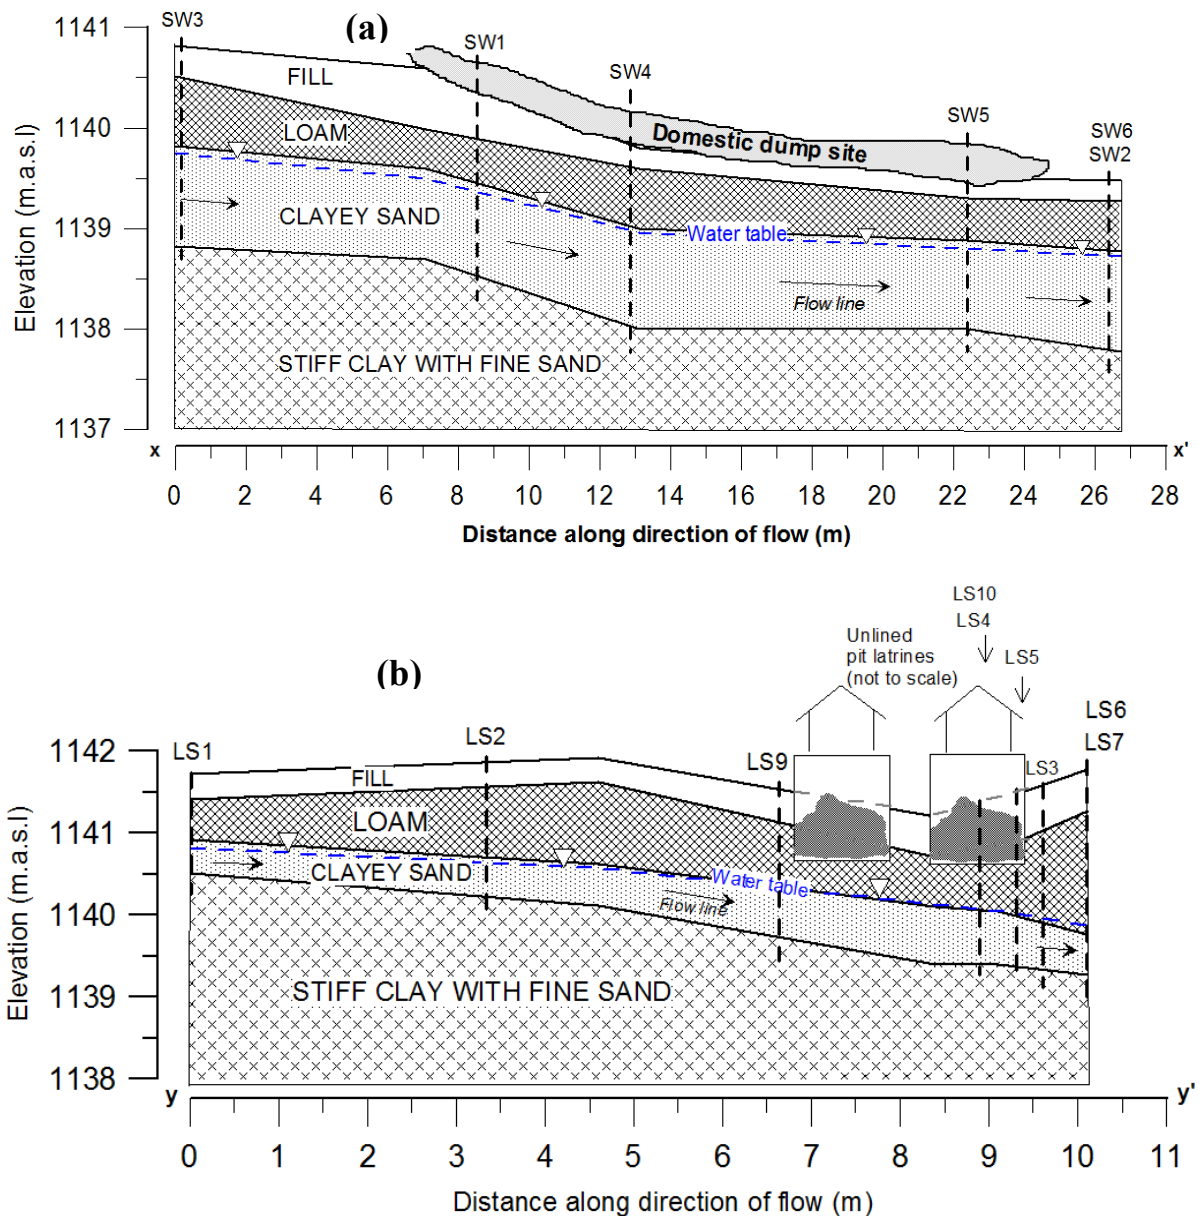 (a)
SW3
SW1
SW4
SW5
SW6
SW2
1141
1140
1139
1138
1137
Elevation (m.a.s.l)
FILL
LOAM
Domestic dump site
CLAYEY SAND
Water table
Flow line
STIFF CLAY WITH FINE SAND
x
x'
0 2 4 6 8 10 12 14 16 18 20 22 24 26 28
Distance along direction of flow (m)
(b)
LS10
LS4
LS5
Unlined
pit latrines
(not to scale)
LS6
LS7
LS1
LS2
LS9
LS3
1142
1141
1140
1139
1138
Elevation (m.a.s.l)
FILL
LOAM
CLAYEY SAND
Water table
Flow line
STIFF CLAY WITH FINE SAND
y
y'
0 1 2 3 4 5 6 7 8 9 10 11
Distance along direction of flow (m)